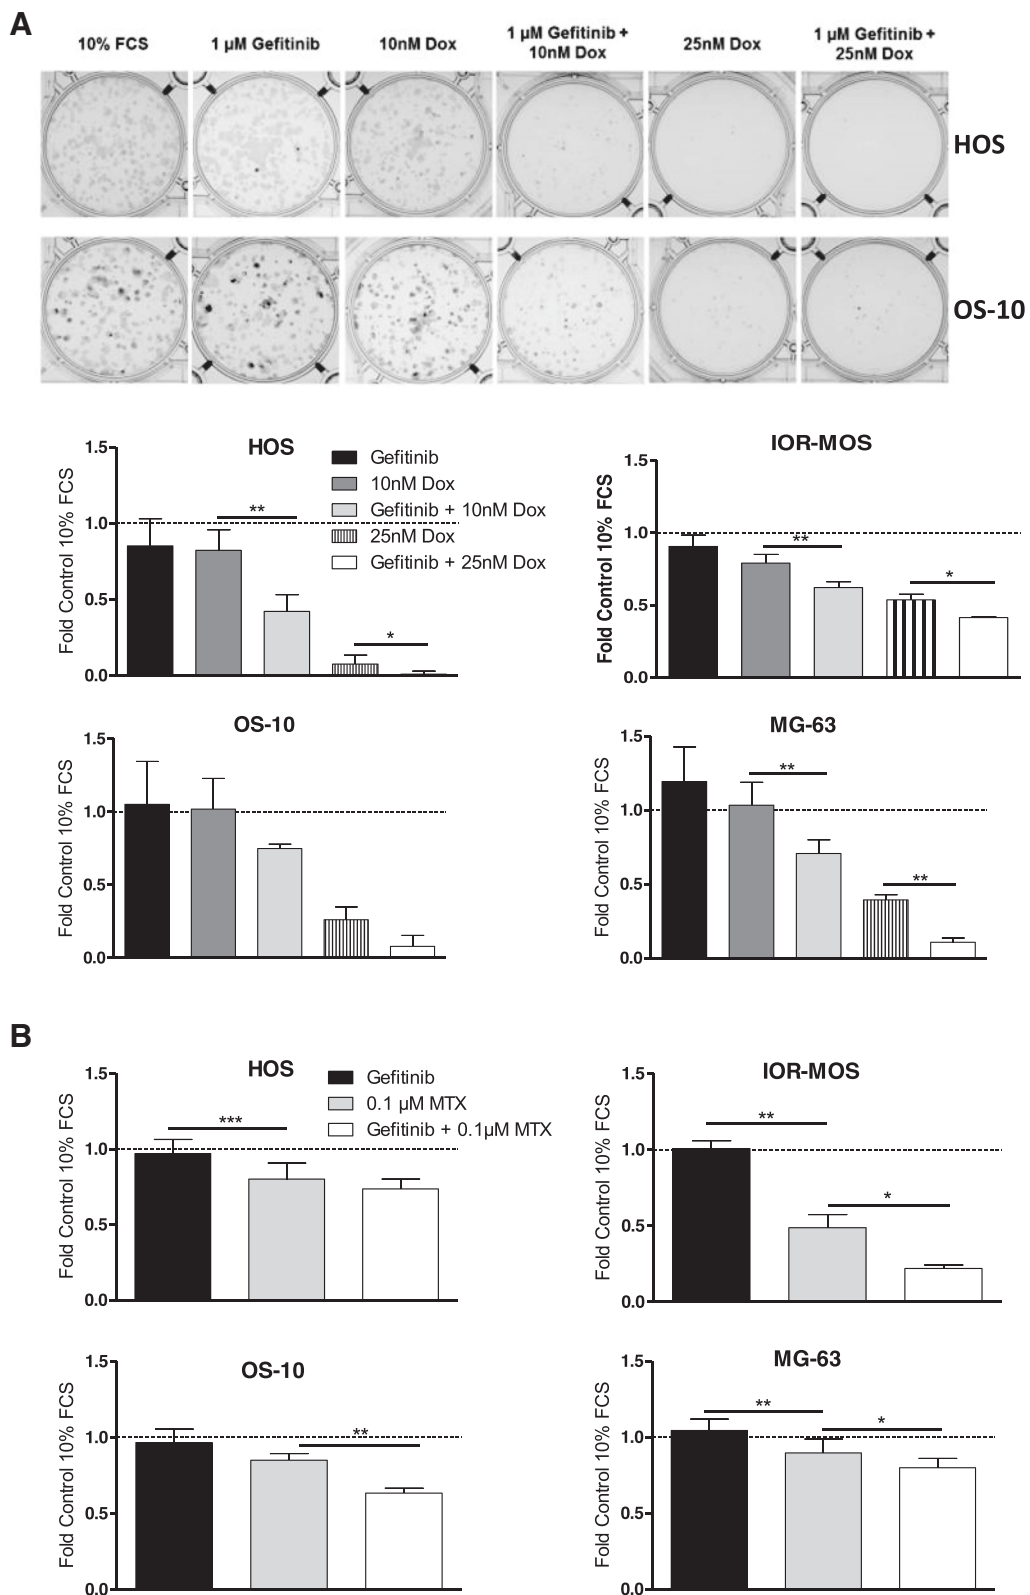 A
10% FCS
1 µM Gefitinib
10nM Dox
1 µM Gefitinib +
10nM Dox
25nM Dox
1 µM Gefitinib +
25nM Dox
HOS
OS-10
HOS
Fold Control 10% FCS
1.5
1.0
0.5
0.0
**
*
Gefitinib
10nM Dox
Gefitinib + 10nM Dox
25nM Dox
Gefitinib + 25nM Dox
IOR-MOS
Fold Control 10% FCS
1.5
1.0
0.5
0.0
**
*
OS-10
Fold Control 10% FCS
1.5
1.0
0.5
0.0
MG-63
Fold Control 10% FCS
1.5
1.0
0.5
0.0
**
**
B
HOS
Fold Control 10% FCS
1.5
1.0
0.5
0.0
***
Gefitinib
0.1 µM MTX
Gefitinib + 0.1µM MTX
IOR-MOS
Fold Control 10% FCS
1.5
1.0
0.5
0.0
**
*
OS-10
Fold Control 10% FCS
1.5
1.0
0.5
0.0
**
MG-63
Fold Control 10% FCS
1.5
1.0
0.5
0.0
**
*